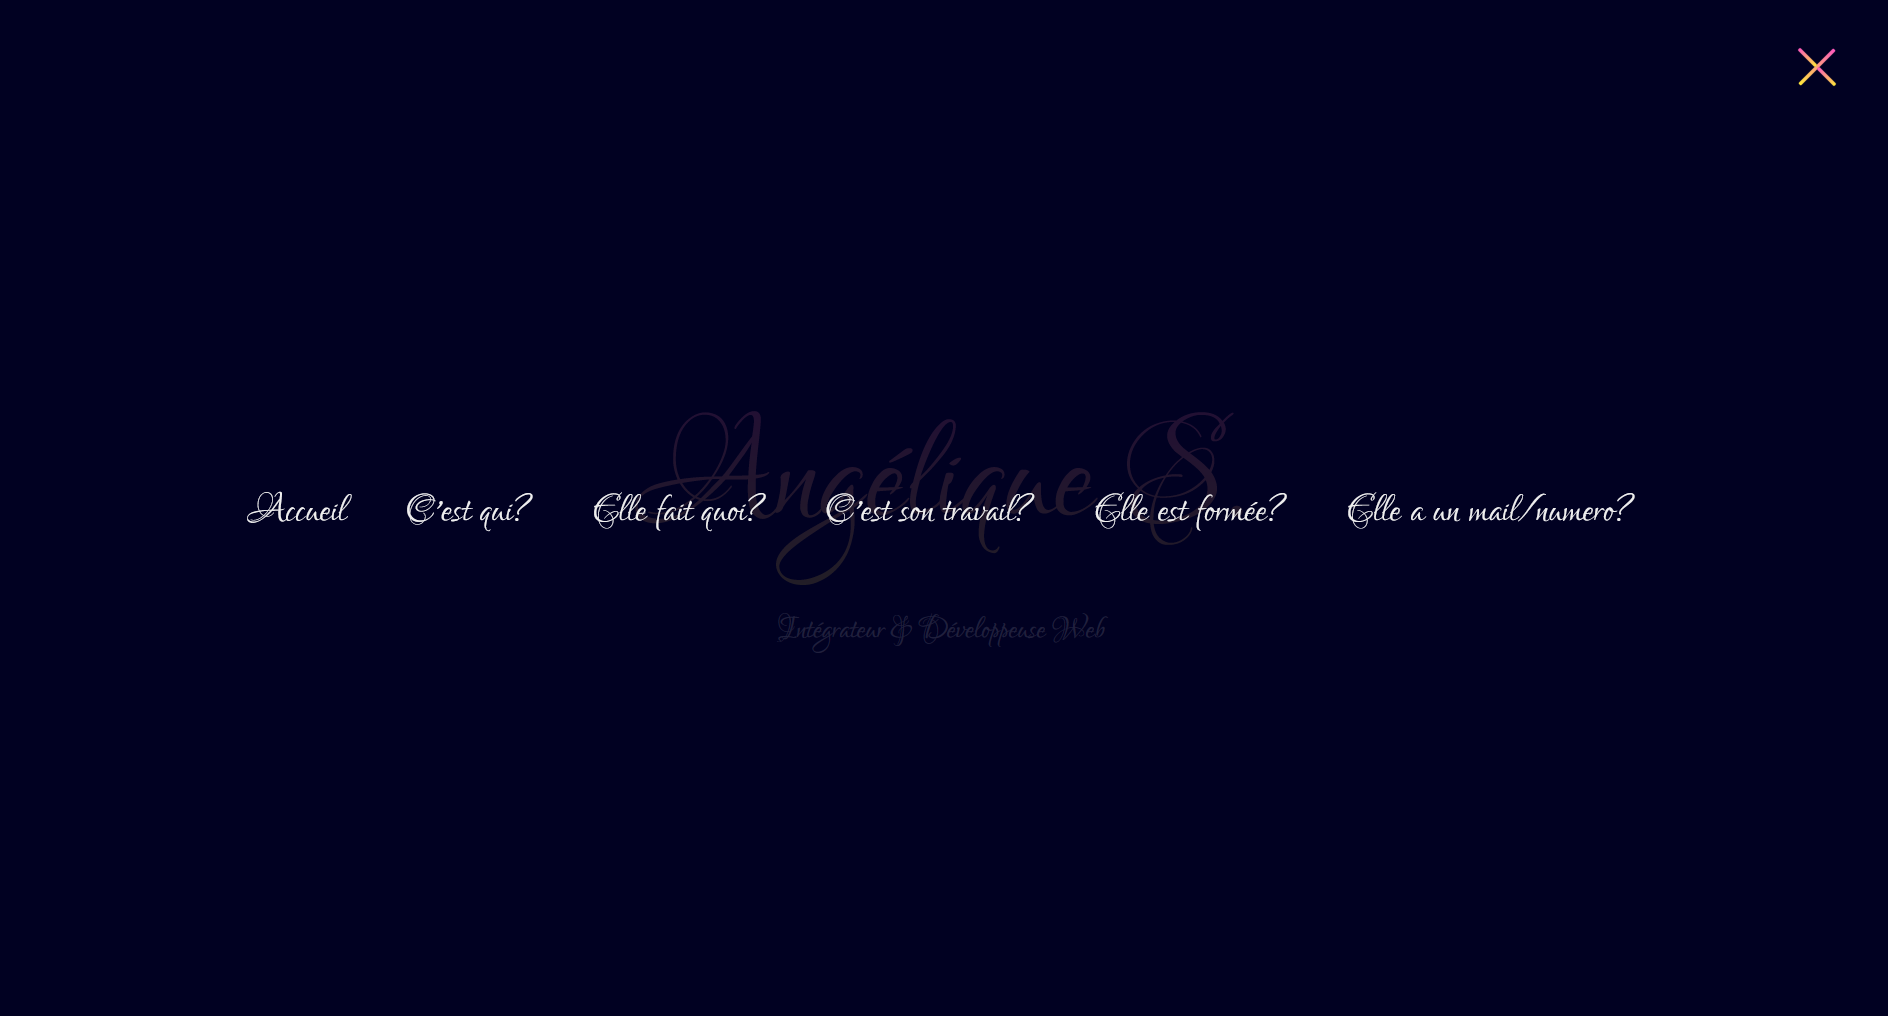 Angélique S
Accueil C'est qui? Elle fait quoi? C'est son travail? Elle est formée? Elle a un mail/numero?
Intégrateur & Développeuse Web